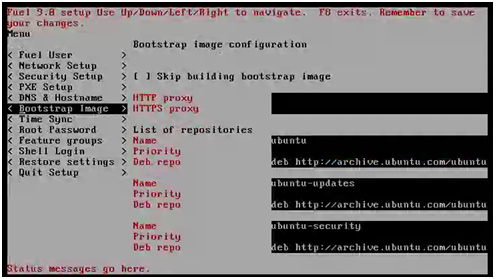 Fuel 9.0 setup Use Up/Down/Left/Right to navigate.  F8 exits. Remember to save
your changes.
Menu
Bootstrap image configuration
< Fuel User >
< Network Setup >
< Security Setup > [ ] Skip building bootstrap image
< PXE Setup >
< DNS & Hostname > HTTP proxy
< Bootstrap Image > HTTPS proxy
< Time Sync >
< Root Password > List of repositories
< Feature groups > Name ubuntu
< Shell Login > Priority
< Restore settings > Deb repo deb http://archive.ubuntu.com/ubuntu
< Quit Setup >
Name ubuntu-updates
Priority
Deb repo deb http://archive.ubuntu.com/ubuntu
Name ubuntu-security
Priority
Deb repo deb http://archive.ubuntu.com/ubuntu
Status messages go here.